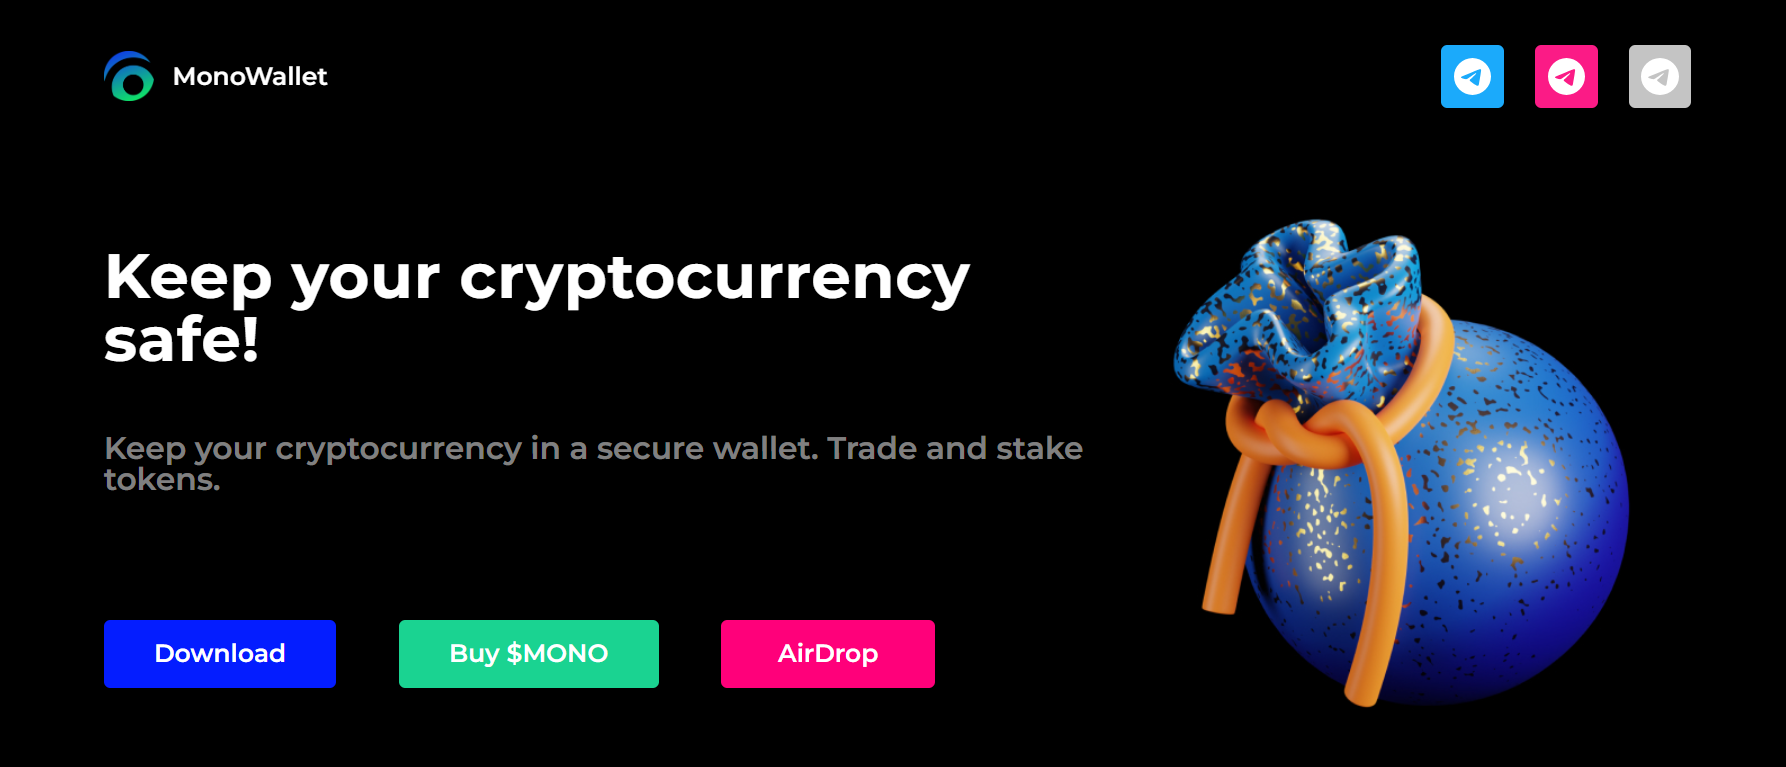 MonoWallet
Keep your cryptocurrency
safe!
Keep your cryptocurrency in a secure wallet. Trade and stake
tokens.
Download
Buy $MONO
AirDrop